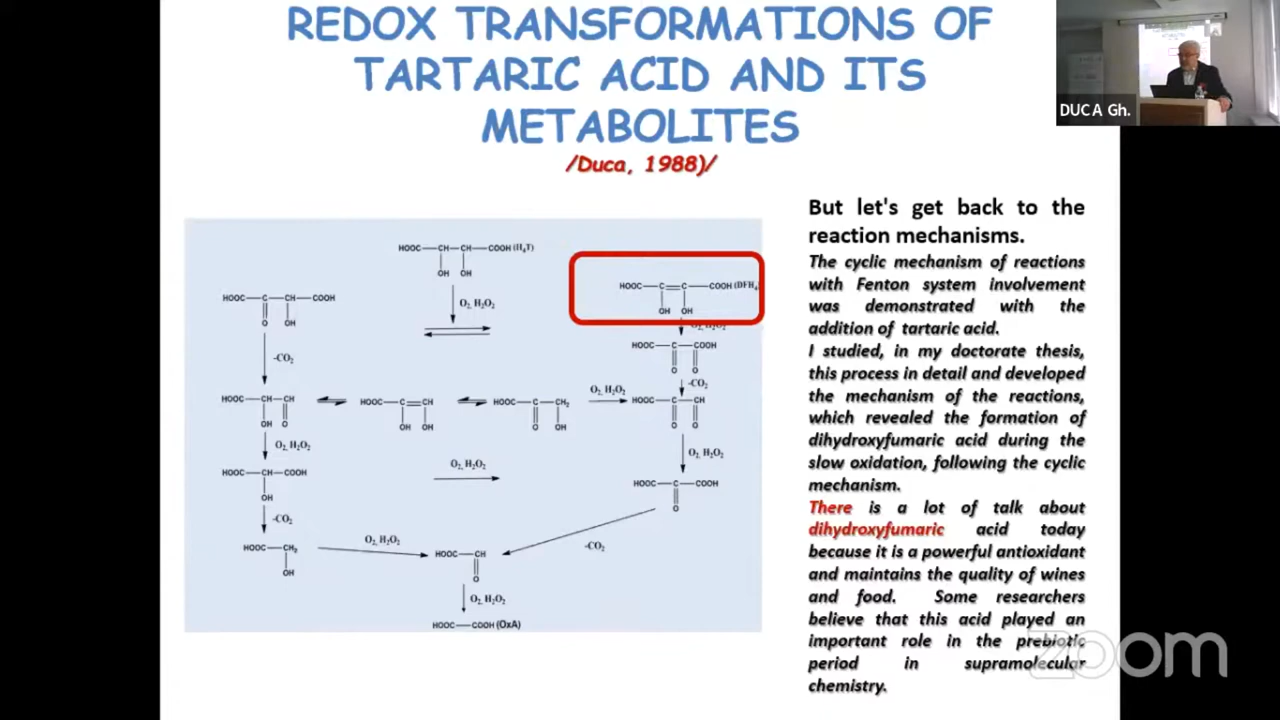 REDOX TRANSFORMATIONS OF
TARTARIC ACID AND ITS
METABOLITES
/Duca, 1988)/
DUCA Gh.
HOOC—CH—CH—COOH (H₄T)
OH OH
O₂, H₂O₂
HOOC—C—CH—COOH
O OH
-CO₂
HOOC—C=C—COOH (DFH₄
OH OH
O₂, H₂O₂
HOOC—C—C—COOH
O O
-CO₂
HOOC—CH—CH
OH O
HOOC—C=CH
OH OH
HOOC—C—CH₂
O OH
O₂, H₂O₂
HOOC—C—CH
O O
O₂, H₂O₂
O₂, H₂O₂
HOOC—CH—COOH
OH
O₂, H₂O₂
HOOC—C—COOH
O
-CO₂
HOOC—CH₂
OH
O₂, H₂O₂
HOOC—CH
O
-CO₂
O₂, H₂O₂
HOOC—COOH (OxA)
But let's get back to the
reaction mechanisms.
The cyclic mechanism of reactions
with Fenton system involvement
was demonstrated with the
addition of tartaric acid.
I studied, in my doctorate thesis,
this process in detail and developed
the mechanism of the reactions,
which revealed the formation of
dihydroxyfumaric acid during the
slow oxidation, following the cyclic
mechanism.
There is a lot of talk about
dihydroxyfumaric acid today
because it is a powerful antioxidant
and maintains the quality of wines
and food. Some researchers
believe that this acid played an
important role in the prebiotic
period in supramolecular
chemistry.
zoom